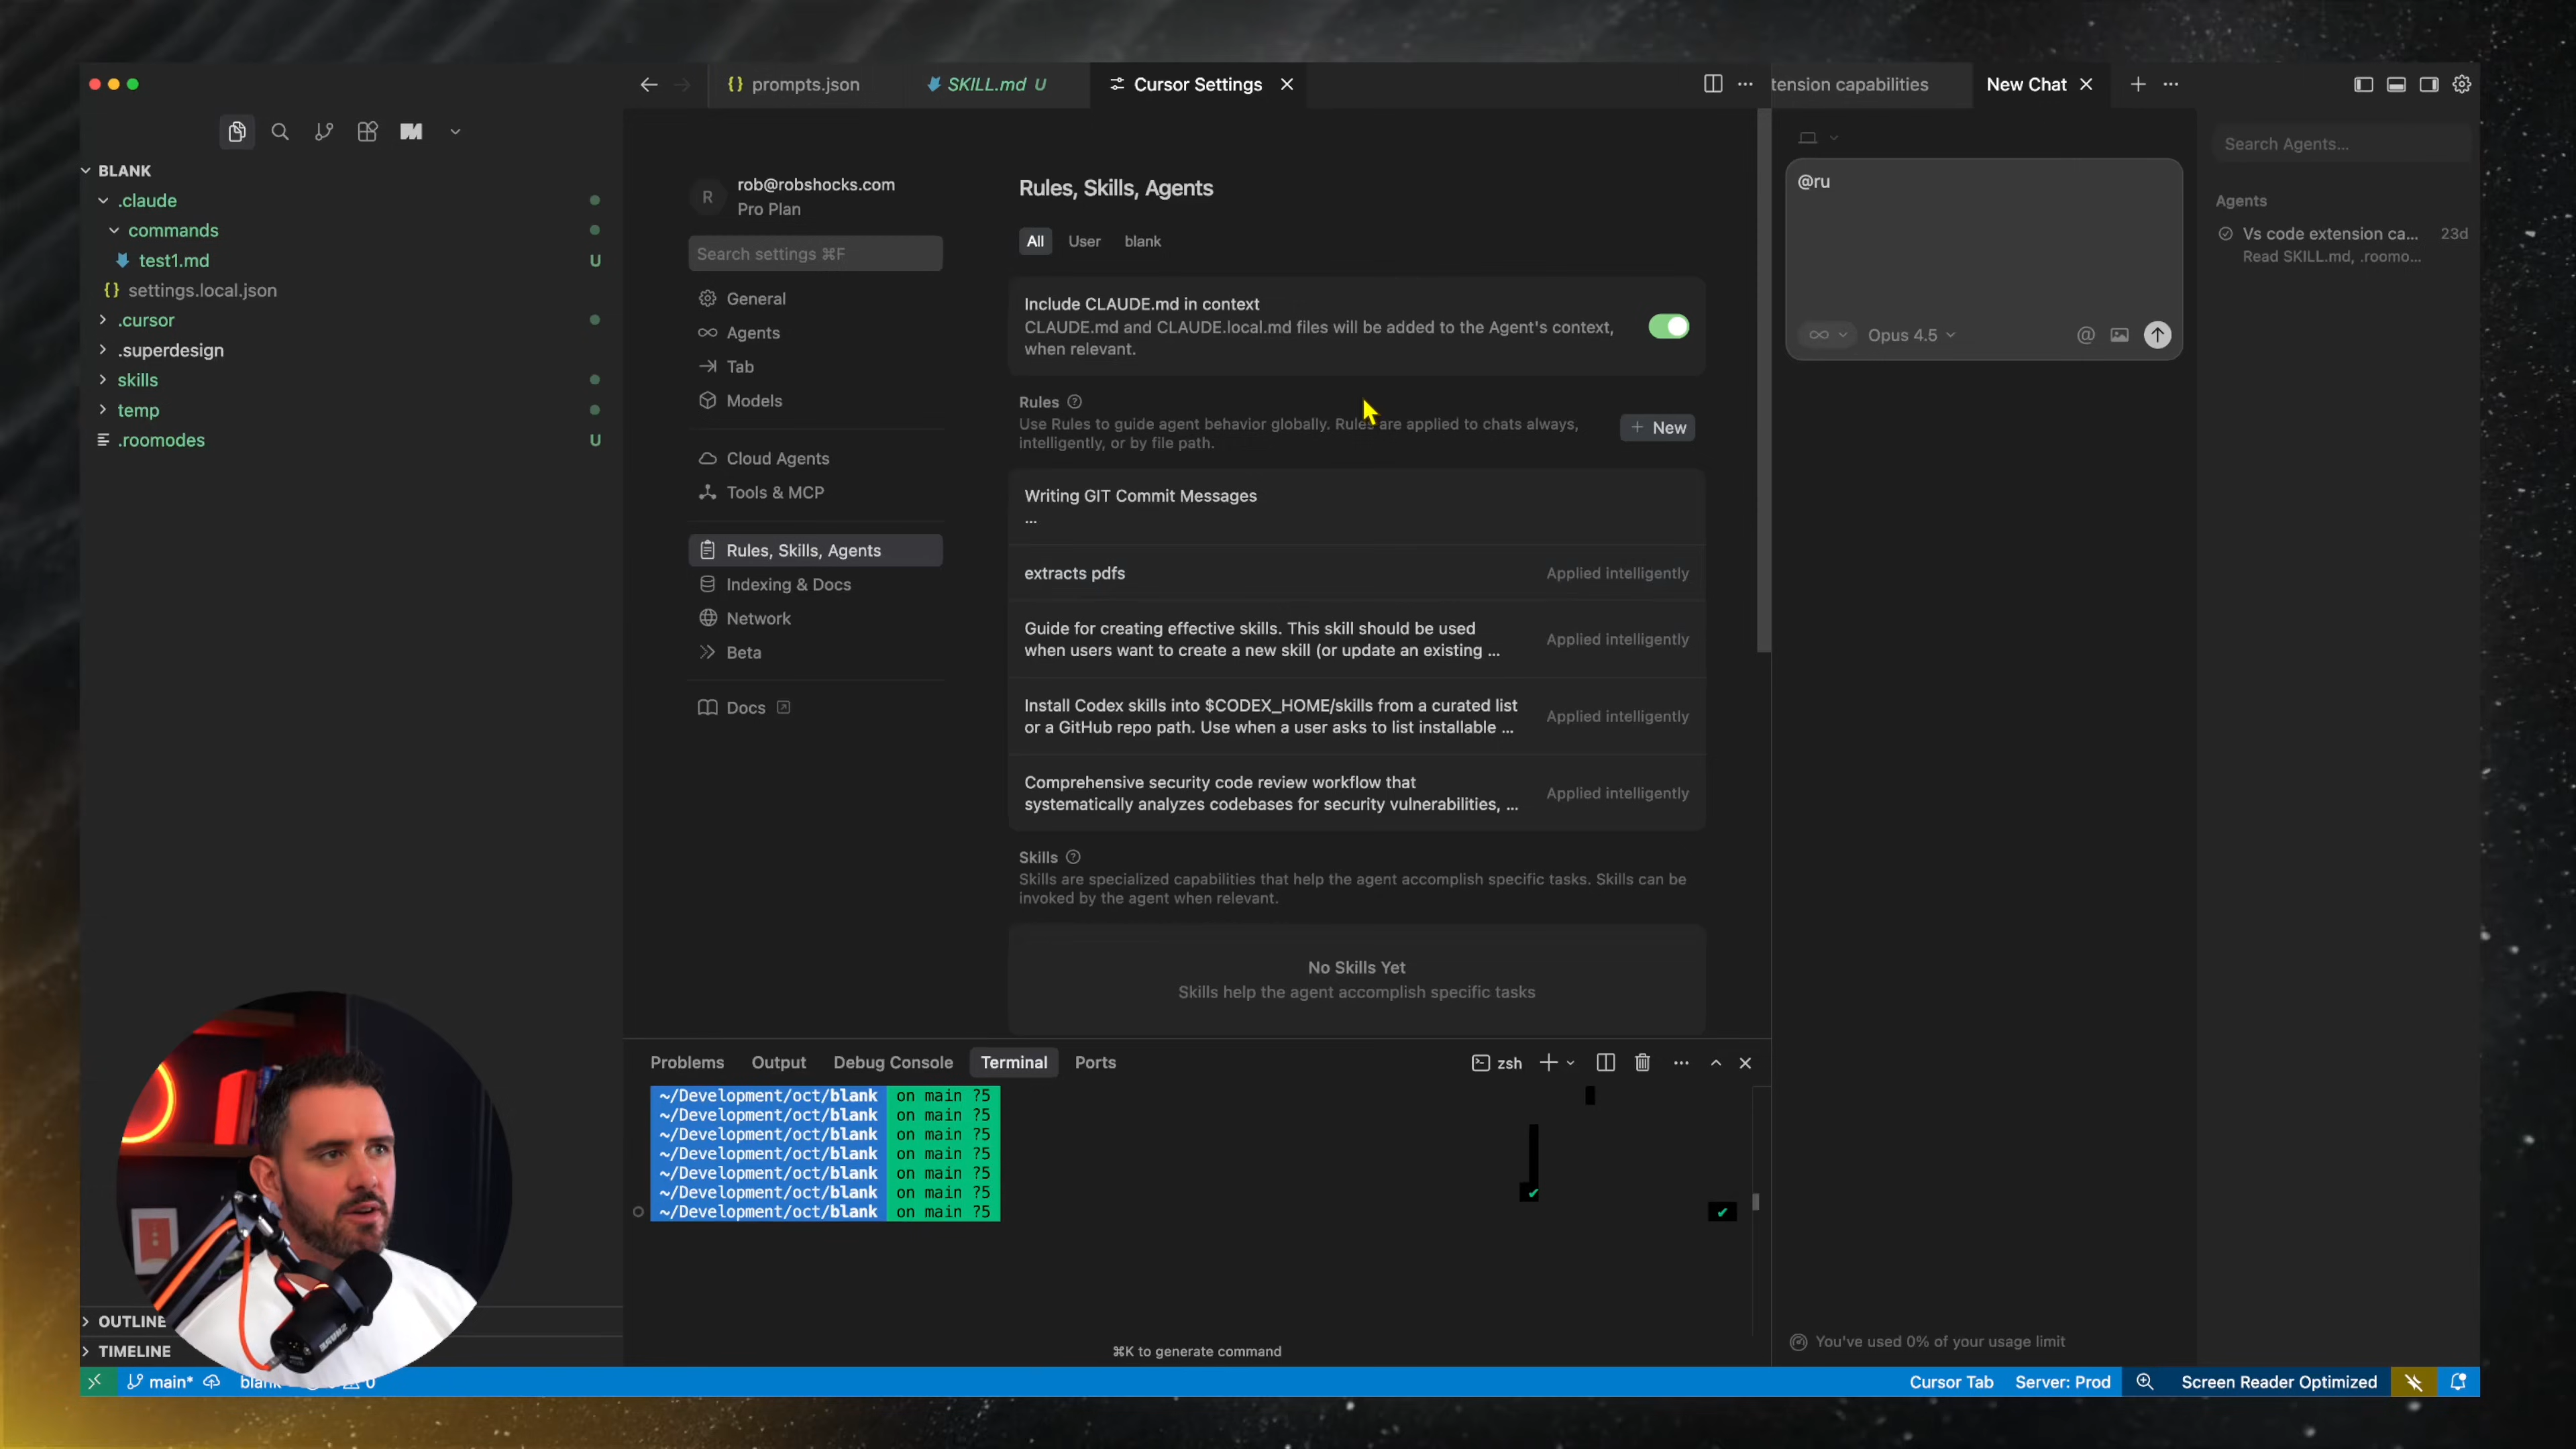 prompts.json
SKILL.md U
Cursor Settings
tension capabilities
New Chat
BLANK
.claude
commands
test1.md U
settings.local.json
.cursor
.superdesign
skills
temp
.roomodes U
OUTLINE
TIMELINE
R
rob@robshocks.com
Pro Plan
Search settings ⌘F
General
Agents
Tab
Models
Cloud Agents
Tools & MCP
Rules, Skills, Agents
Indexing & Docs
Network
Beta
Docs
Rules, Skills, Agents
All User blank
Include CLAUDE.md in context
CLAUDE.md and CLAUDE.local.md files will be added to the Agent's context,
when relevant.
Rules
Use Rules to guide agent behavior globally. Rules are applied to chats always,
intelligently, or by file path.
+ New
Writing GIT Commit Messages
...
extracts pdfs Applied intelligently
Guide for creating effective skills. This skill should be used
when users want to create a new skill (or update an existing ...
Applied intelligently
Install Codex skills into $CODEX_HOME/skills from a curated list
or a GitHub repo path. Use when a user asks to list installable ...
Applied intelligently
Comprehensive security code review workflow that
systematically analyzes codebases for security vulnerabilities, ...
Applied intelligently
Skills
Skills are specialized capabilities that help the agent accomplish specific tasks. Skills can be
invoked by the agent when relevant.
No Skills Yet
Skills help the agent accomplish specific tasks
Problems Output Debug Console Terminal Ports
zsh
~/Development/oct/blank on main ?5
~/Development/oct/blank on main ?5
~/Development/oct/blank on main ?5
~/Development/oct/blank on main ?5
~/Development/oct/blank on main ?5
~/Development/oct/blank on main ?5
~/Development/oct/blank on main ?5
⌘K to generate command
@ru
Opus 4.5
You've used 0% of your usage limit
Search Agents...
Agents
Vs code extension ca... 23d
Read SKILL.md, .roomo...
main*
blank
0
Cursor Tab
Server: Prod
Screen Reader Optimized